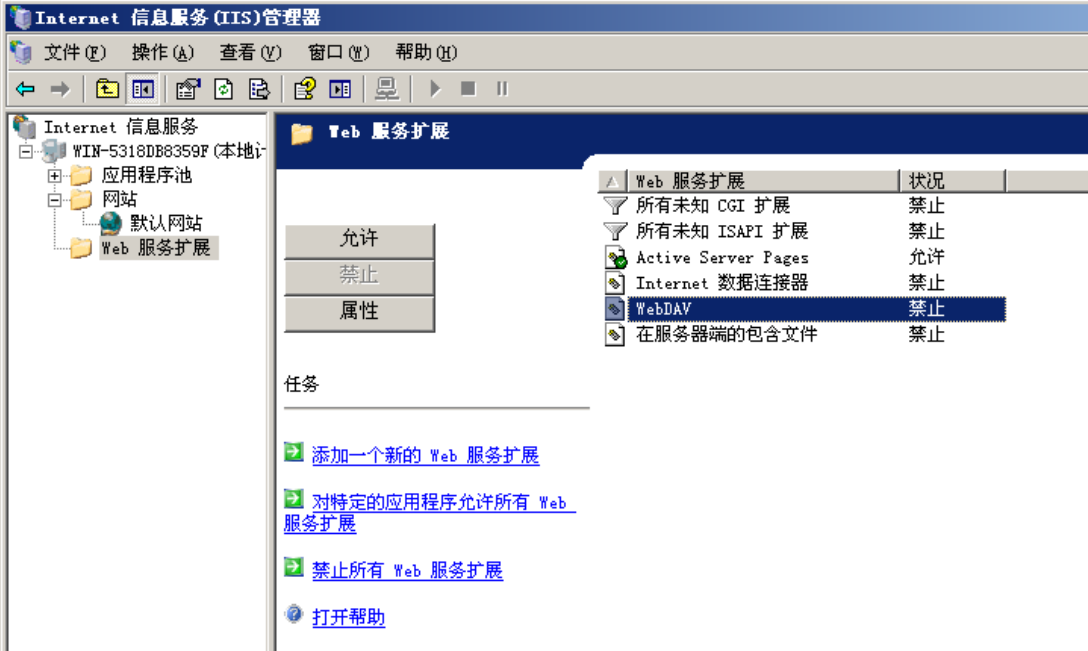 Internet 信息服务(IIS)管理器
文件(F) 操作(A) 查看(V) 窗口(W) 帮助(H)
Internet 信息服务
WIN-5318DB8359F(本地计
应用程序池
网站
默认网站
Web 服务扩展
Web 服务扩展
允许
禁止
属性
任务
添加一个新的 Web 服务扩展
对特定的应用程序允许所有 Web
服务扩展
禁止所有 Web 服务扩展
打开帮助
Web 服务扩展 状况
所有未知 CGI 扩展 禁止
所有未知 ISAPI 扩展 禁止
Active Server Pages 允许
Internet 数据连接器 禁止
WebDAV 禁止
在服务器端的包含文件 禁止